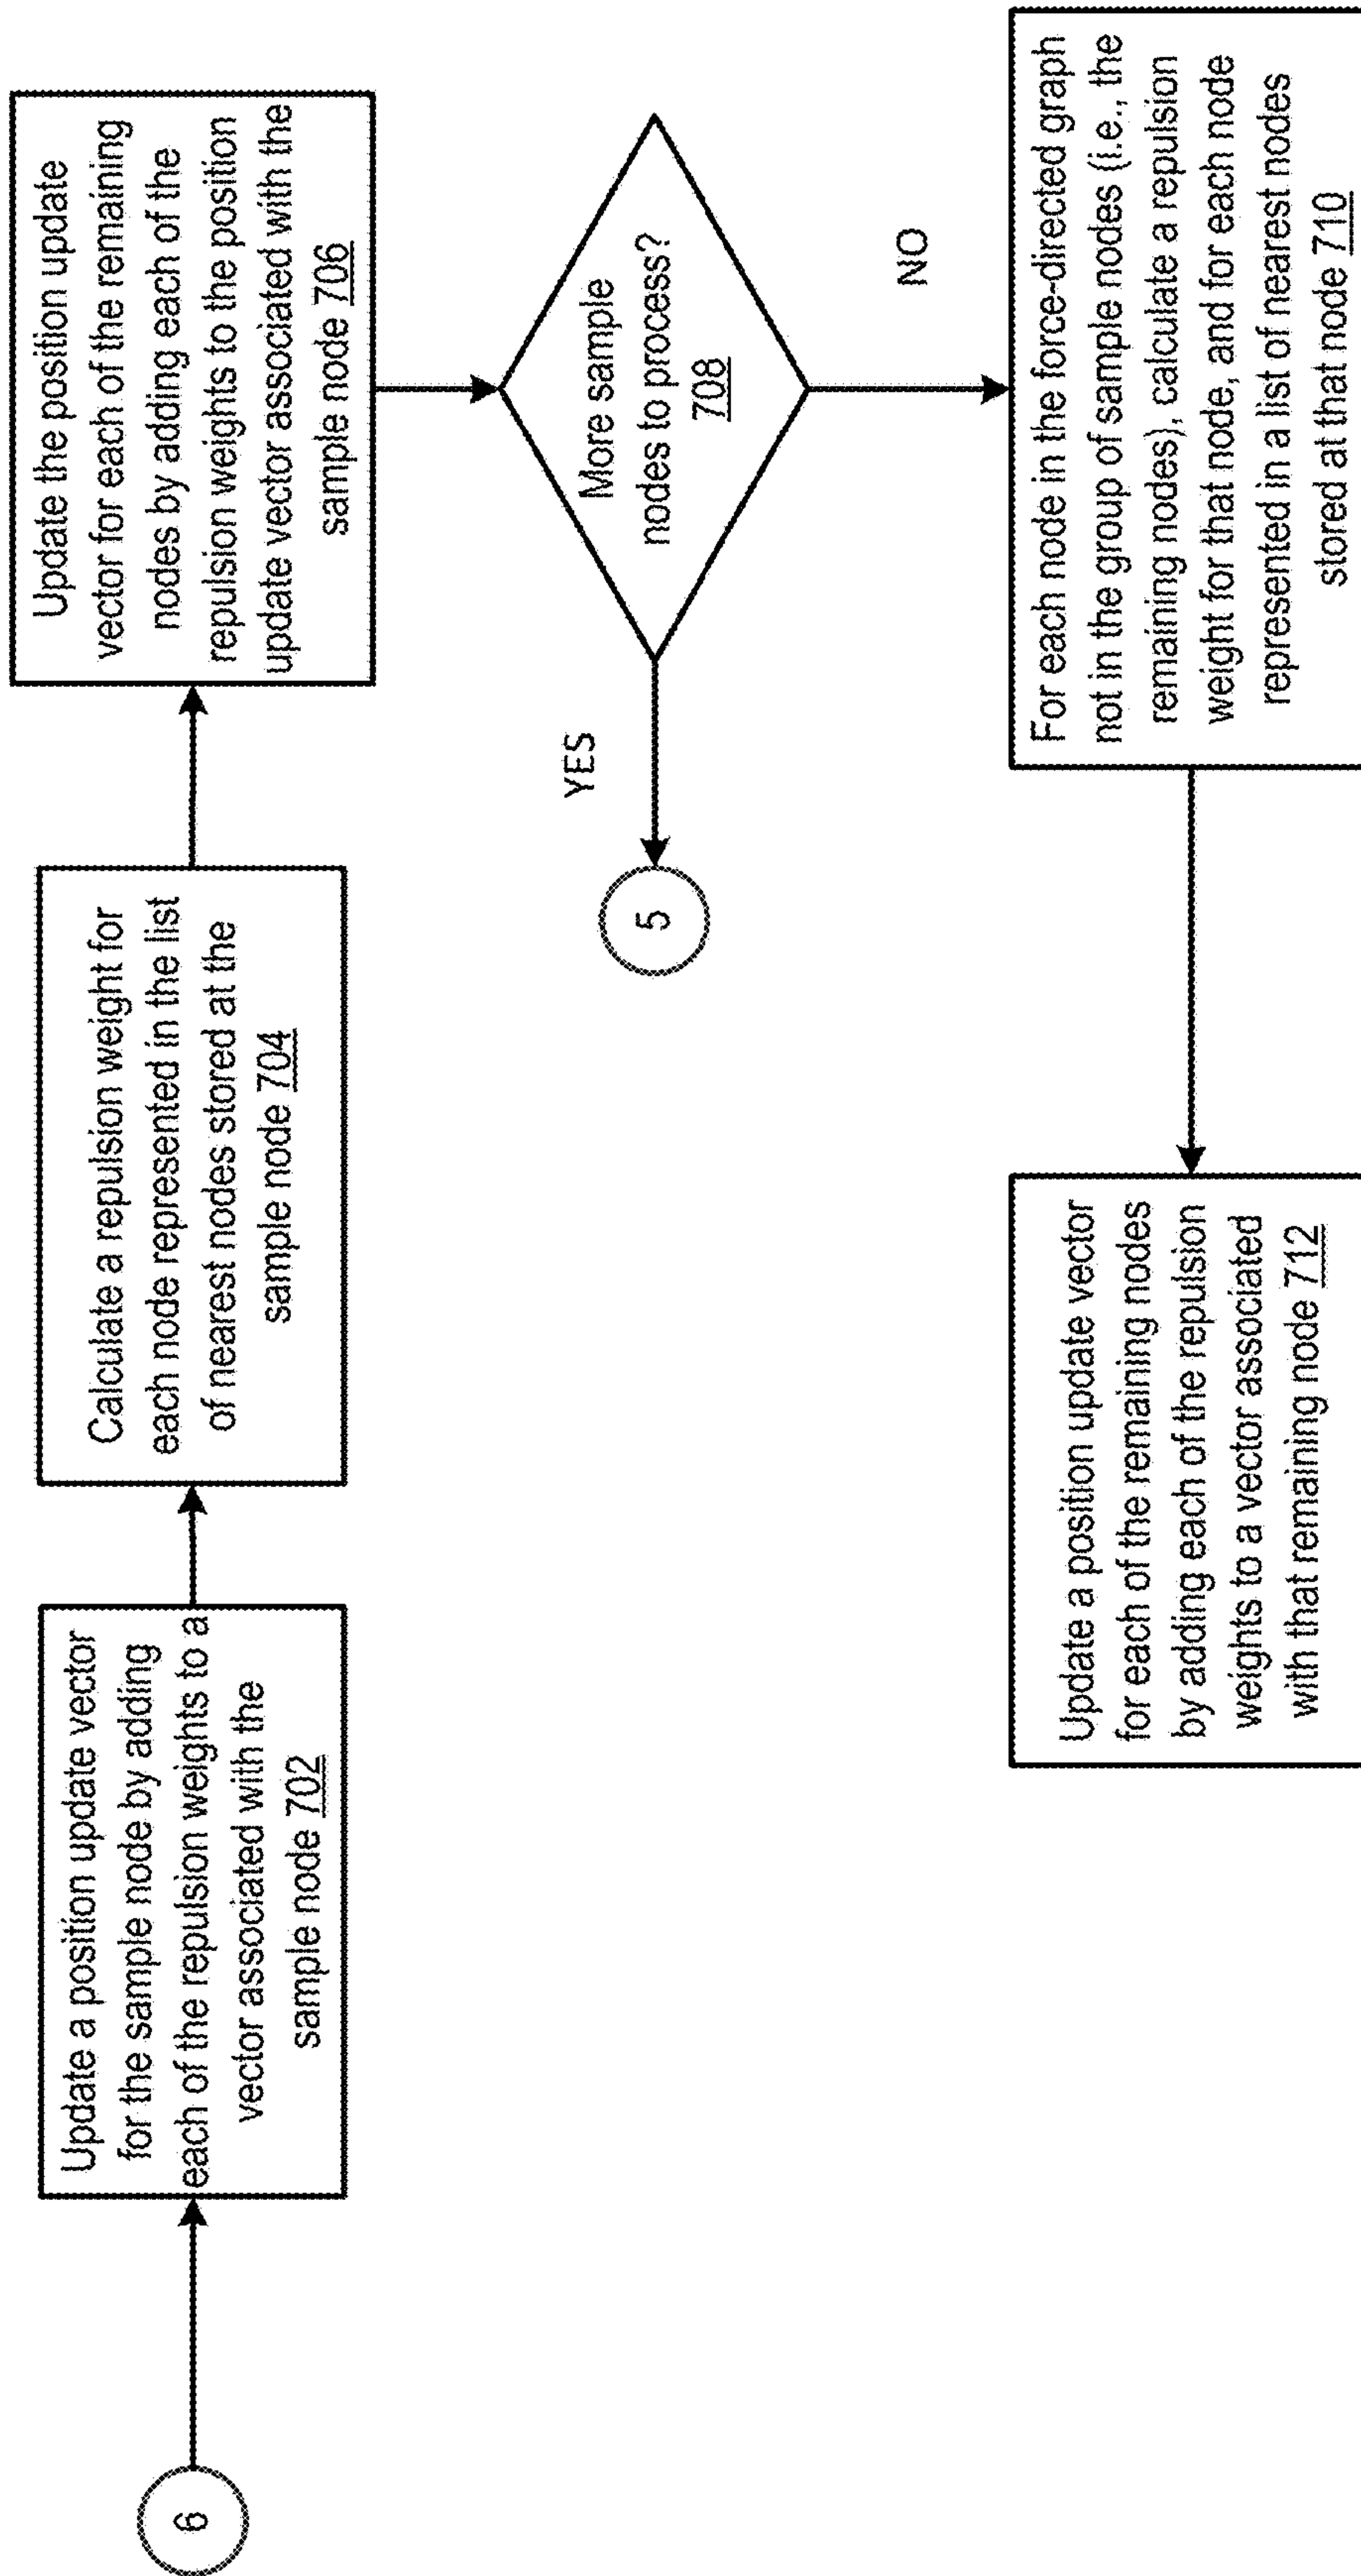 6
Update a position update vector
for the sample node by adding
each of the repulsion weights to a
vector associated with the
sample node 702
Calculate a repulsion weight for
each node represented in the list
of nearest nodes stored at the
sample node 704
Update the position update
vector for each of the remaining
nodes by adding each of the
repulsion weights to the position
update vector associated with the
sample node 706
More sample
nodes to process?
708
YES
5
NO
For each node in the force-directed graph
not in the group of sample nodes (i.e., the
remaining nodes), calculate a repulsion
weight for that node, and for each node
represented in a list of nearest nodes
stored at that node 710
Update a position update vector
for each of the remaining nodes
by adding each of the repulsion
weights to a vector associated
with that remaining node 712